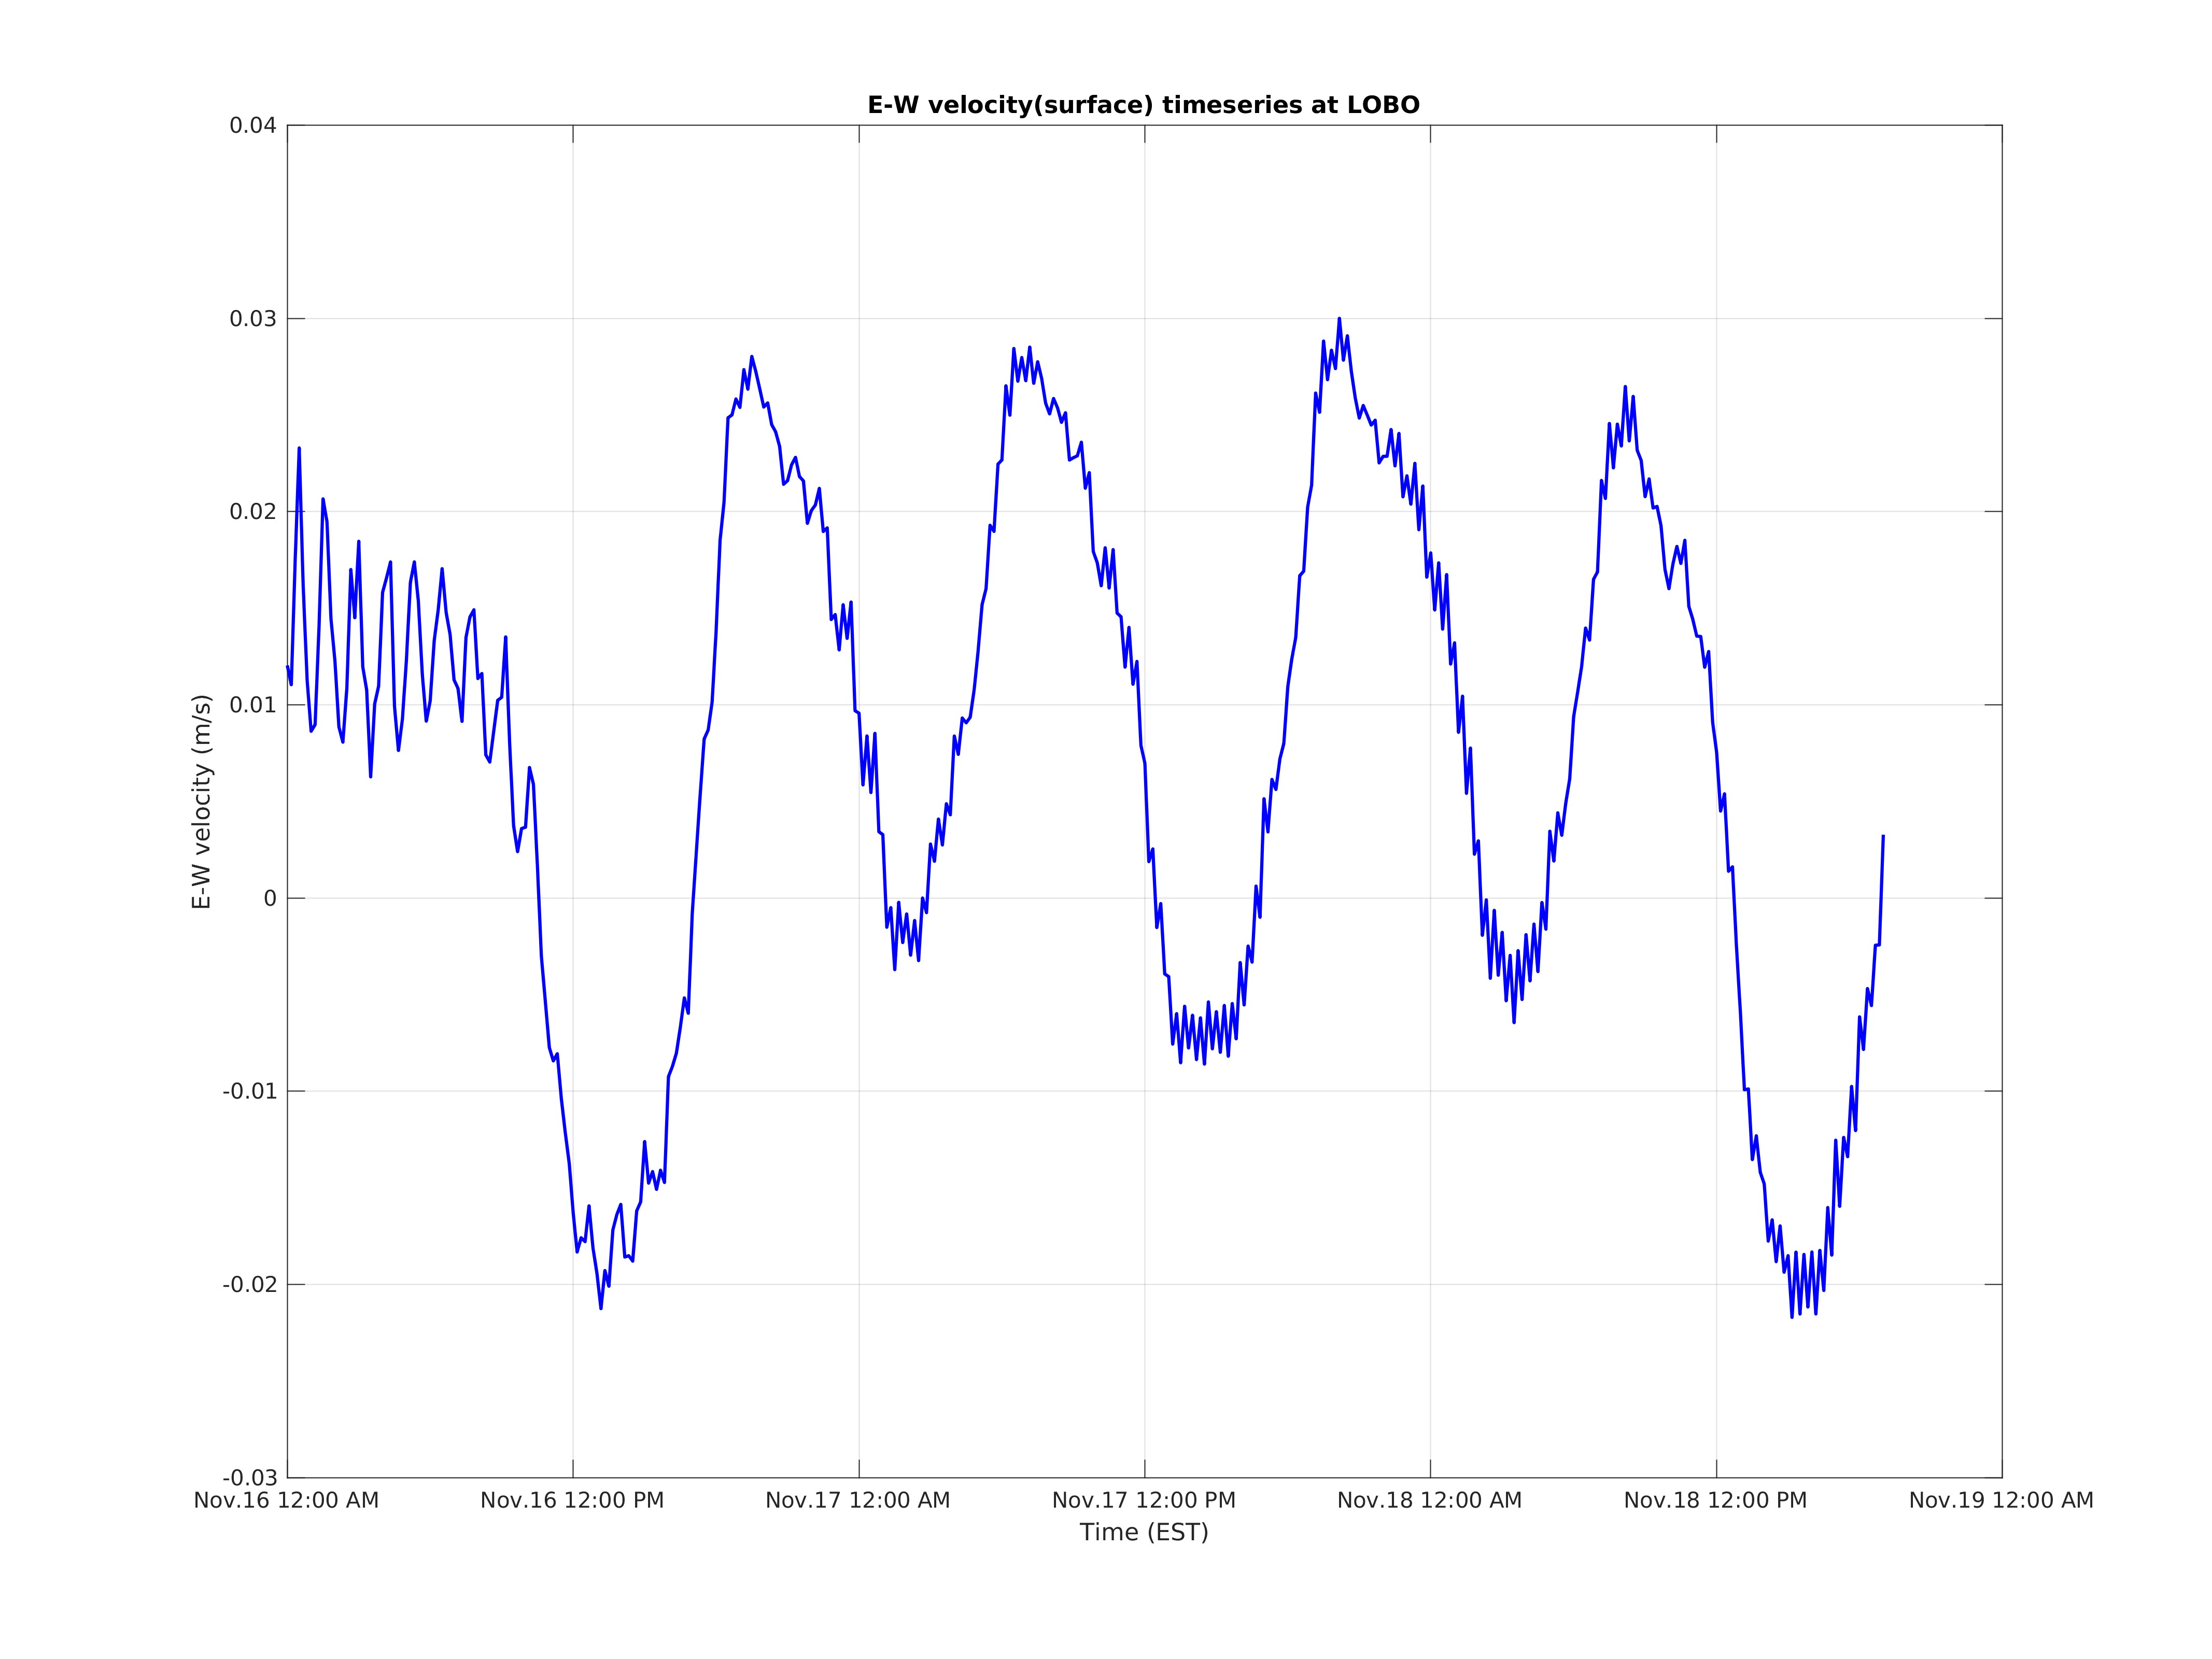 E-W velocity(surface) timeseries at LOBO
0.04
0.03
0.02
0.01
0
-0.01
-0.02
-0.03
E-W velocity (m/s)
Nov.16 12:00 AM Nov.16 12:00 PM Nov.17 12:00 AM Nov.17 12:00 PM Nov.18 12:00 AM Nov.18 12:00 PM Nov.19 12:00 AM
Time (EST)